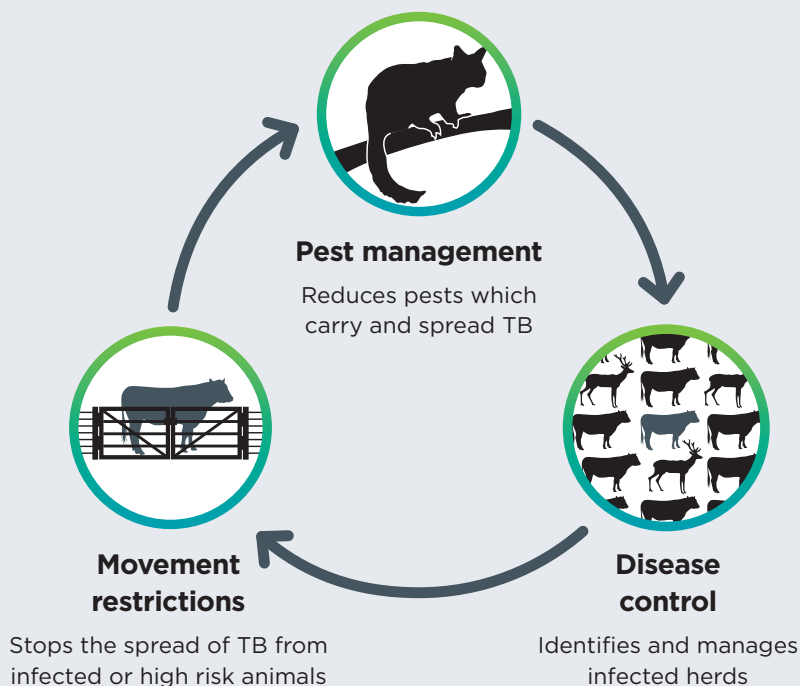 Pest management
Reduces pests which
carry and spread TB
Movement
restrictions
Stops the spread of TB from
infected or high risk animals
Disease
control
Identifies and manages
infected herds